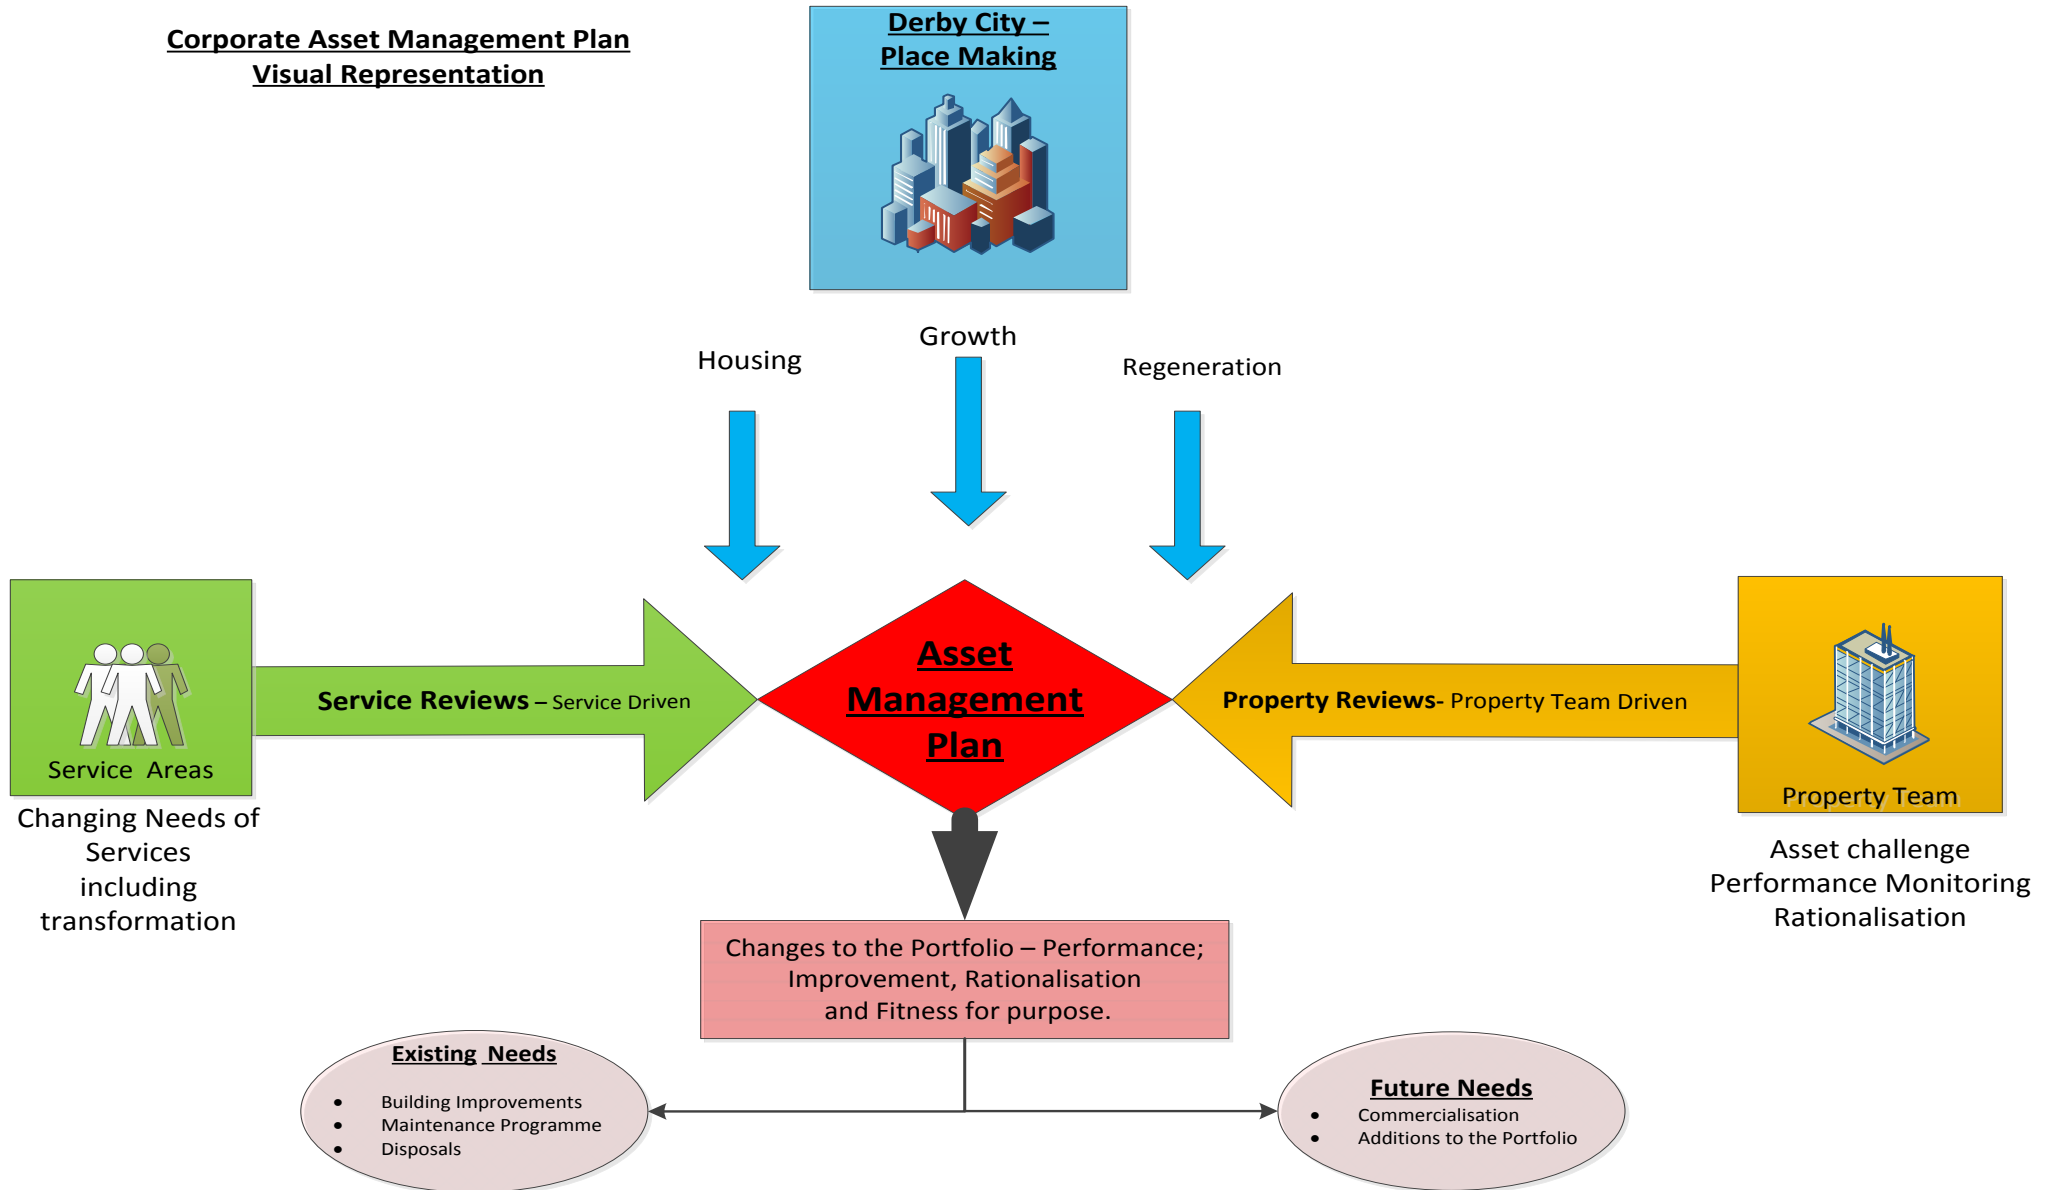 Corporate Asset Management Plan
Visual Representation
Derby City –
Place Making
Growth
Housing
Regeneration
Service Areas
Changing Needs of
Services
including
transformation
Service Reviews – Service Driven
Asset
Management
Plan
Property Reviews- Property Team Driven
Property Team
Asset challenge
Performance Monitoring
Rationalisation
Changes to the Portfolio – Performance;
Improvement, Rationalisation
and Fitness for purpose.
Existing Needs
• Building Improvements
• Maintenance Programme
• Disposals
Future Needs
• Commercialisation
• Additions to the Portfolio